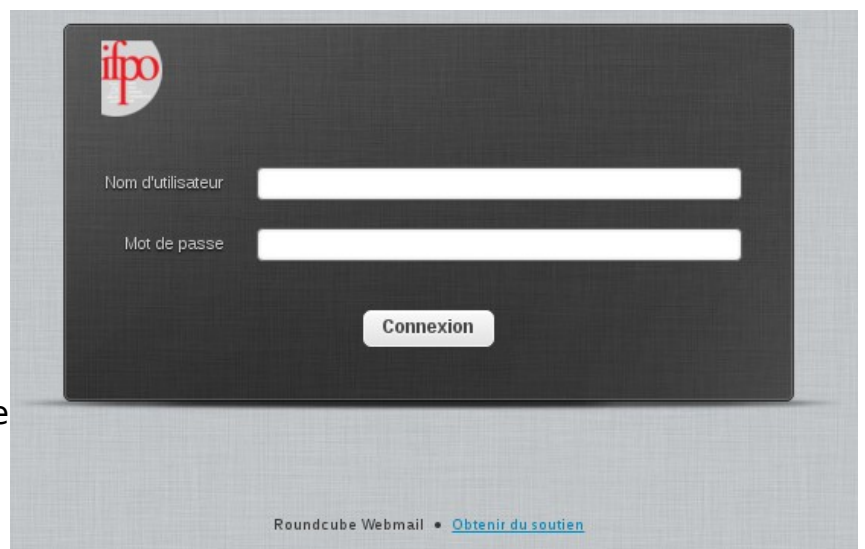 ifpo
Nom d'utilisateur
Mot de passe
Connexion
e
Roundcube Webmail • Obtenir du soutien